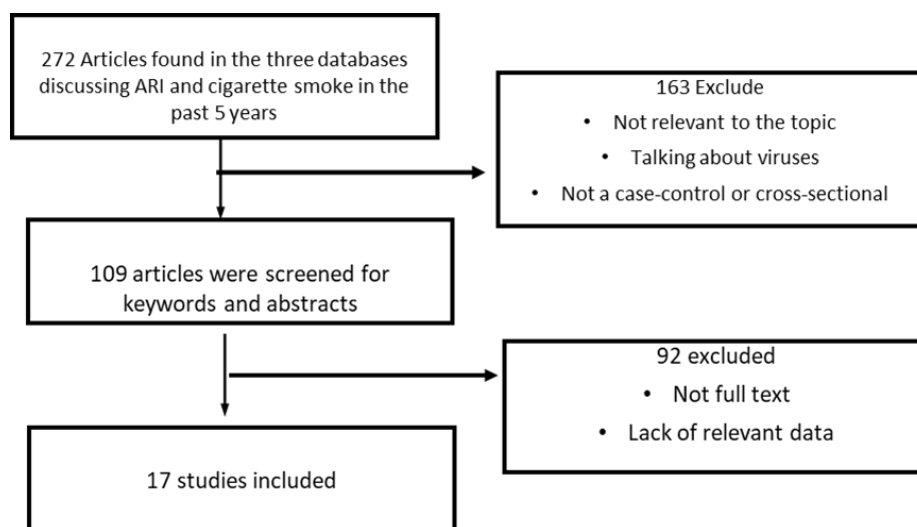 272 Articles found in the three databases
discussing ARI and cigarette smoke in the
past 5 years
163 Exclude
• Not relevant to the topic
• Talking about viruses
• Not a case-control or cross-sectional
109 articles were screened for
keywords and abstracts
92 excluded
• Not full text
• Lack of relevant data
17 studies included